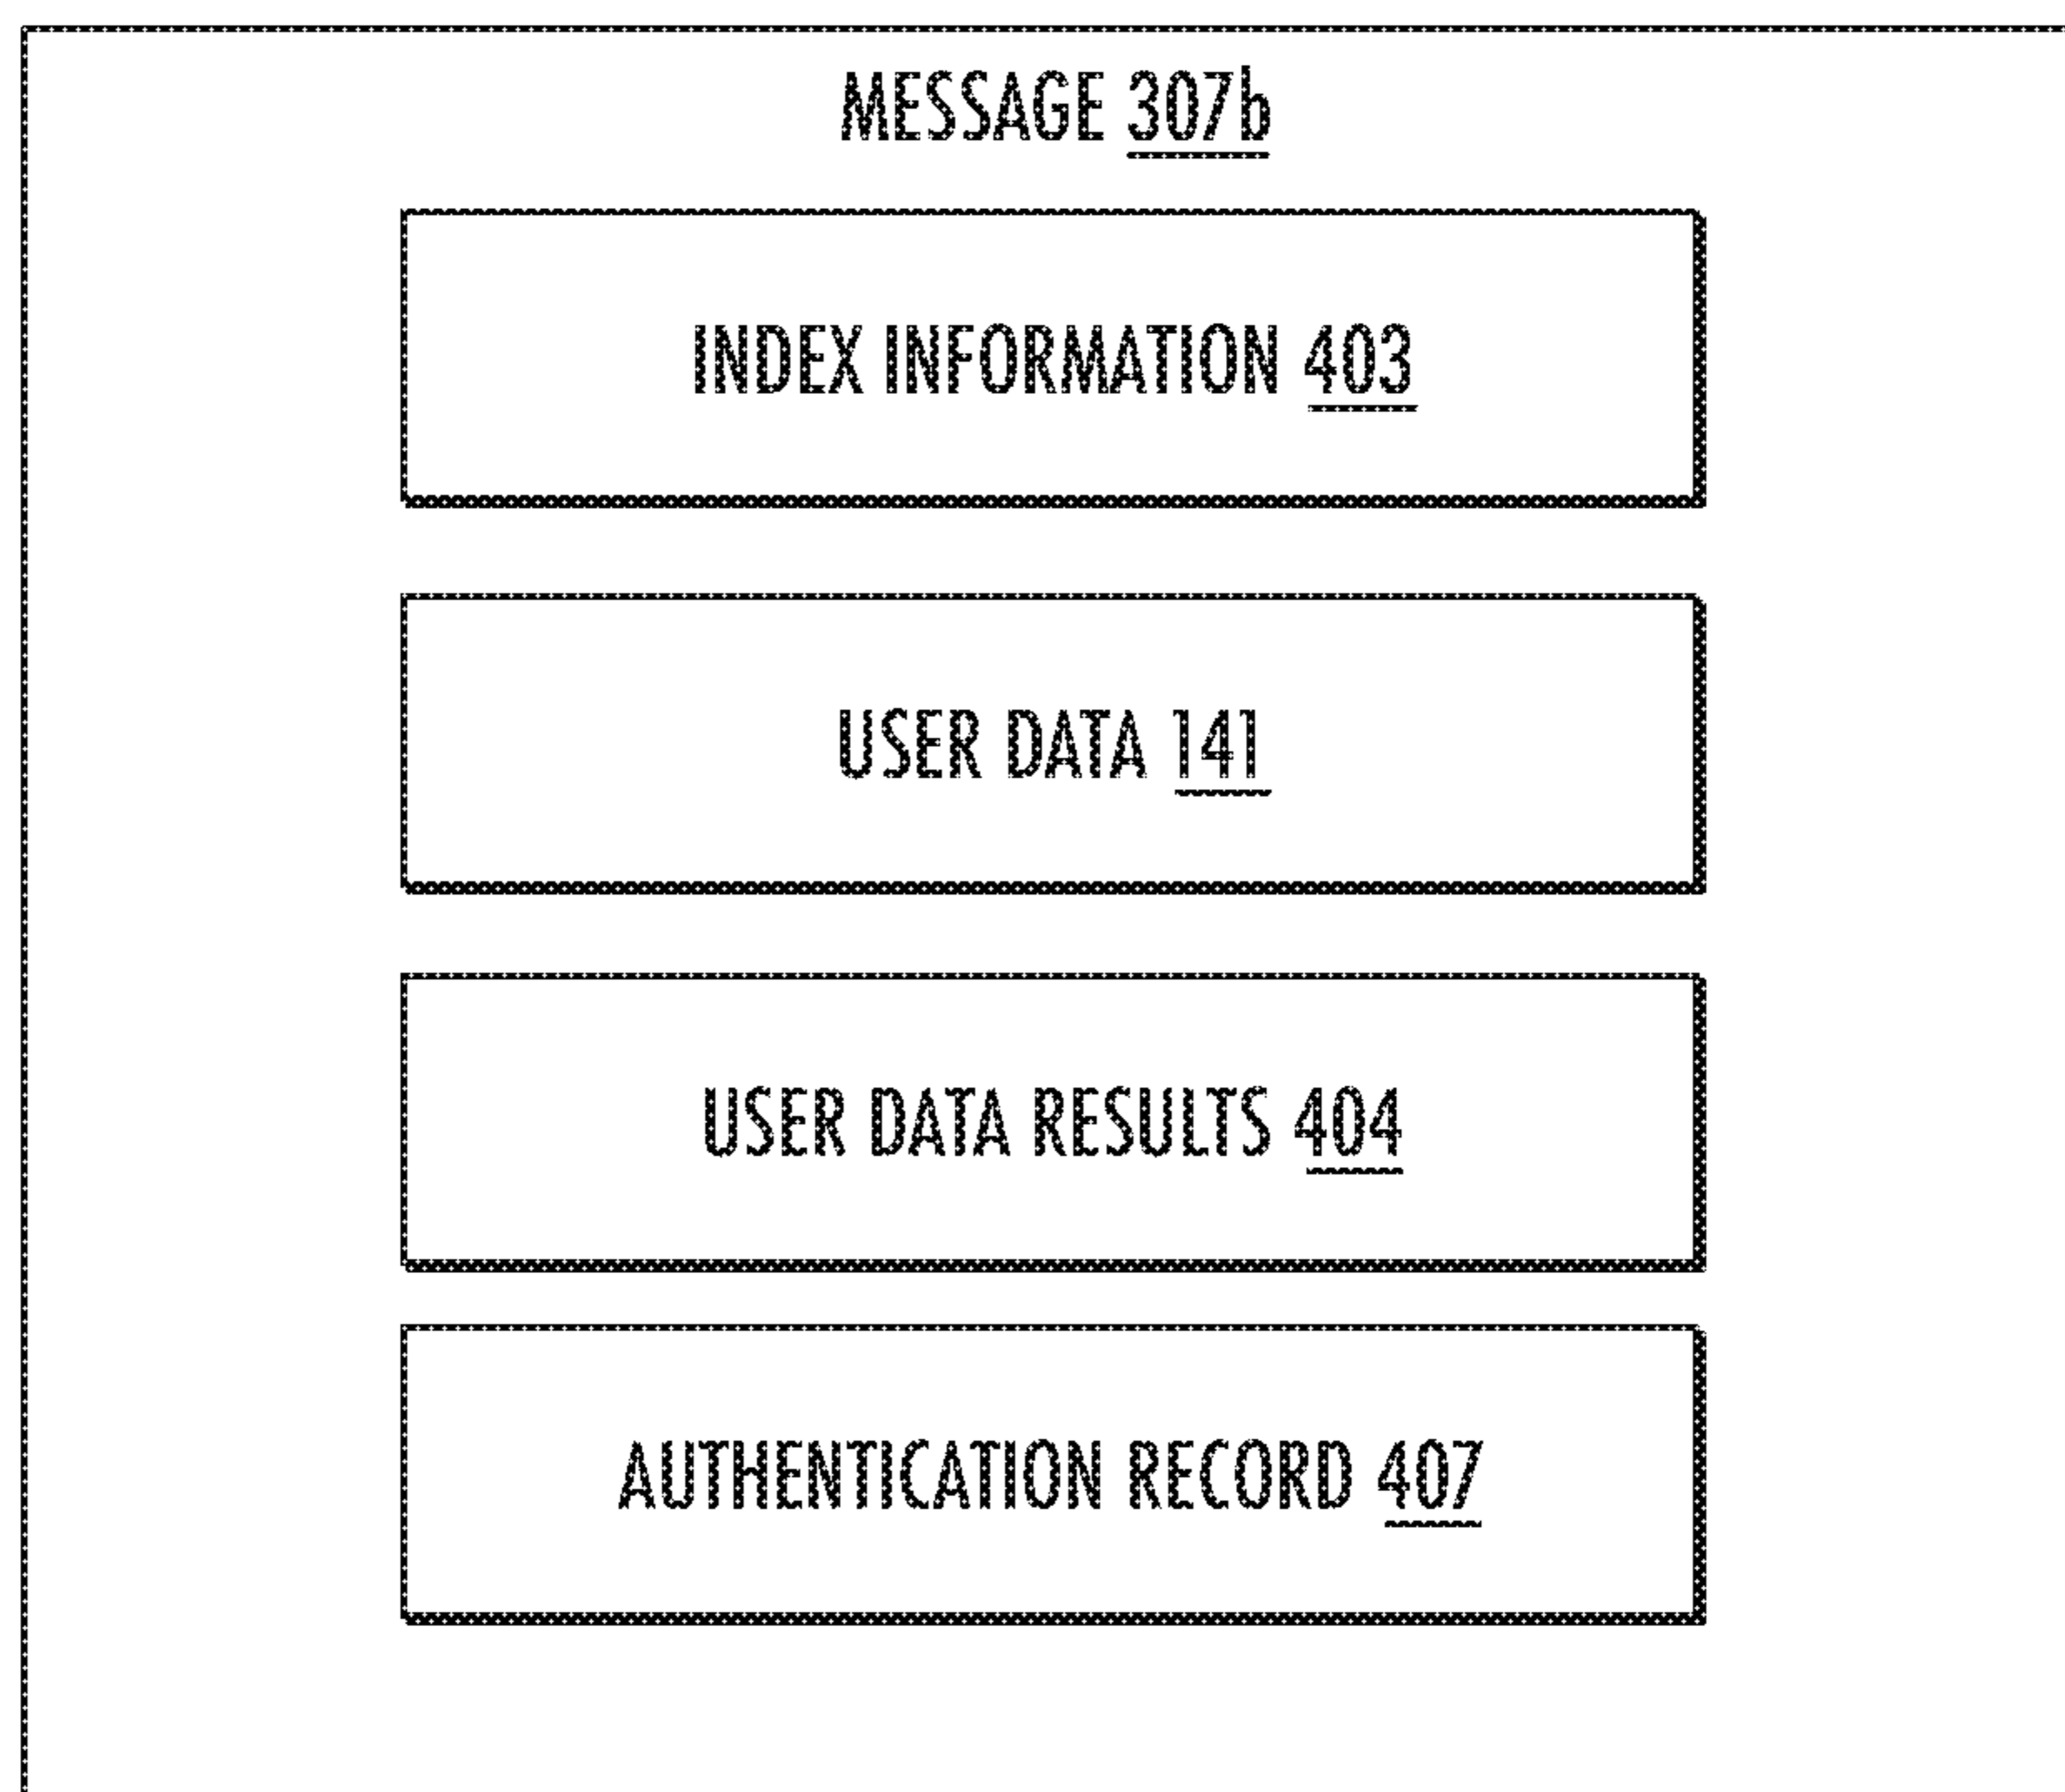 MESSAGE 307b
INDEX INFORMATION 403
USER DATA 141
USER DATA RESULTS 404
AUTHENTICATION RECORD 407